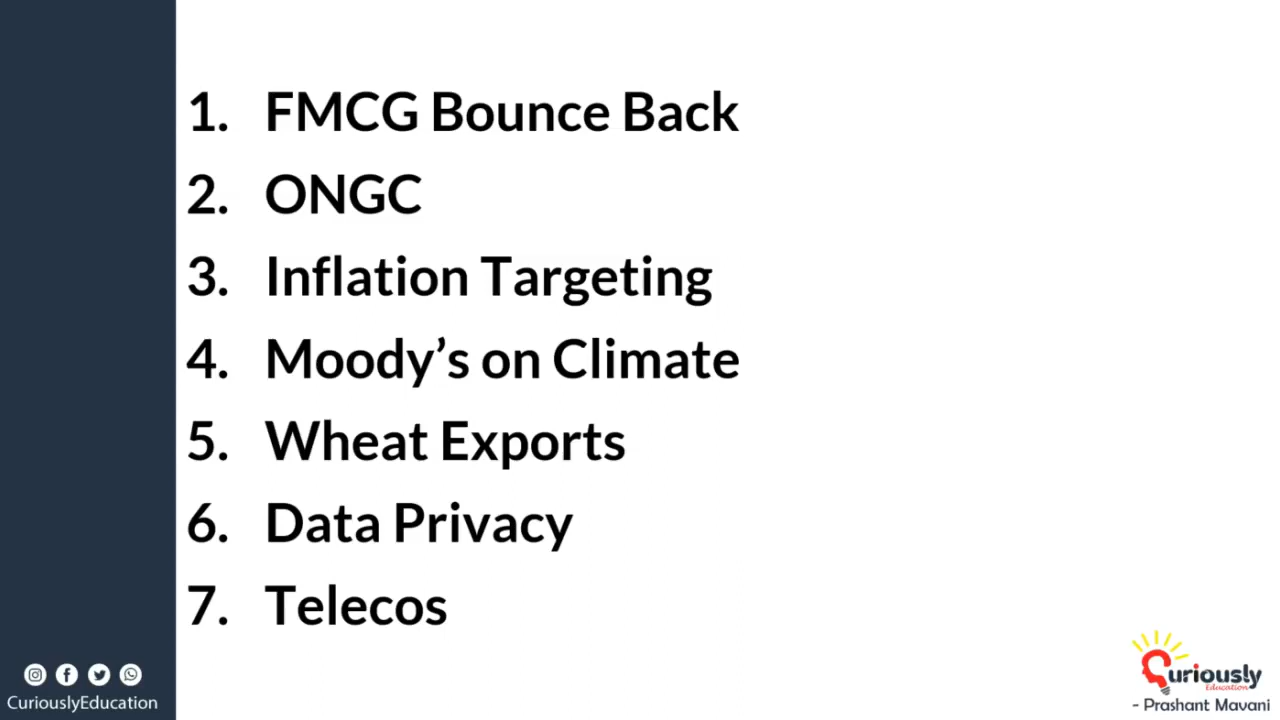 1. FMCG Bounce Back
2. ONGC
3. Inflation Targeting
4. Moody’s on Climate
5. Wheat Exports
6. Data Privacy
7. Telecos
CuriouslyEducation
Curiously
Education
- Prashant Mavani